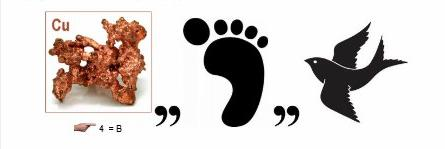 Cu
4 = B
,, ,,